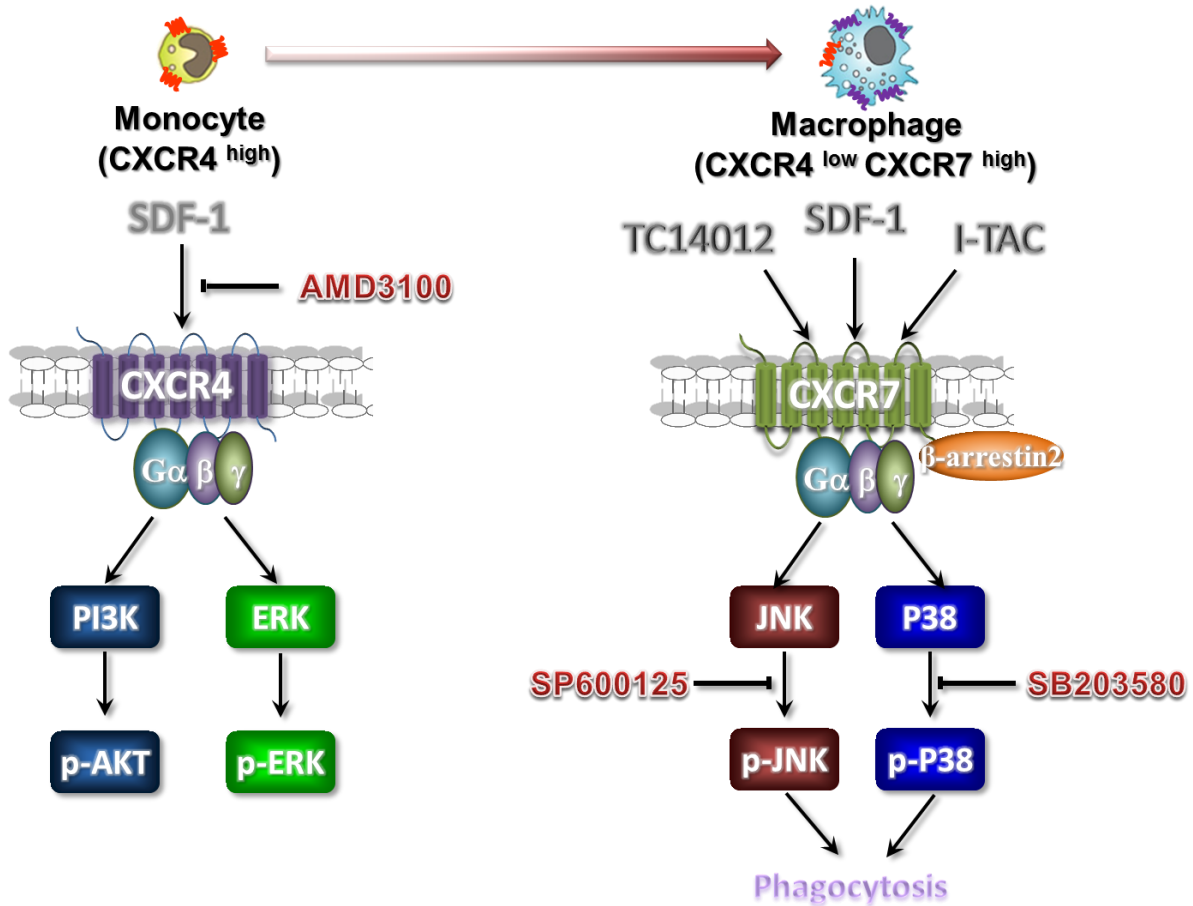 Monocyte
(CXCR4 high)
Macrophage
(CXCR4 low CXCR7 high)
SDF-1
TC14012
SDF-1
I-TAC
AMD3100
CXCR4
CXCR7
Gα β γ
Gα β γ
β-arrestin2
PI3K
ERK
JNK
P38
SP600125
SB203580
p-AKT
p-ERK
p-JNK
p-P38
Phagocytosis